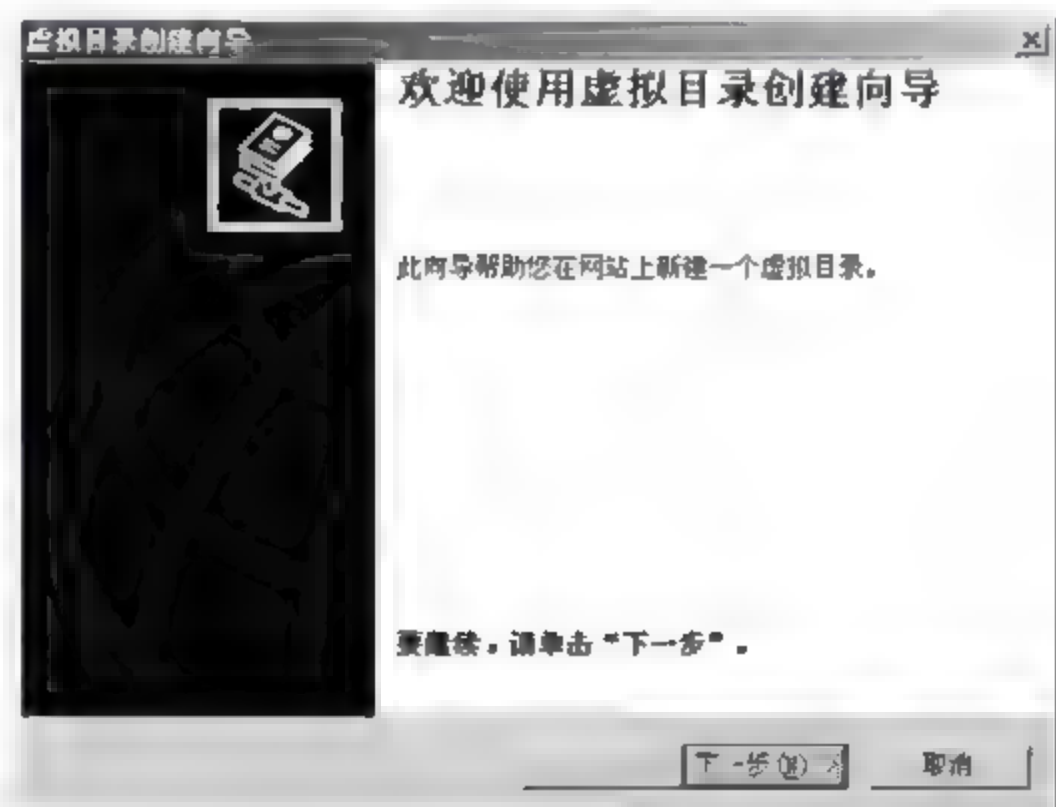 虚拟目录创建向导
欢迎使用虚拟目录创建向导
此向导帮助您在网站上新建一个虚拟目录。
要继续,请单击“下一步”。
下一步(N) >
取消